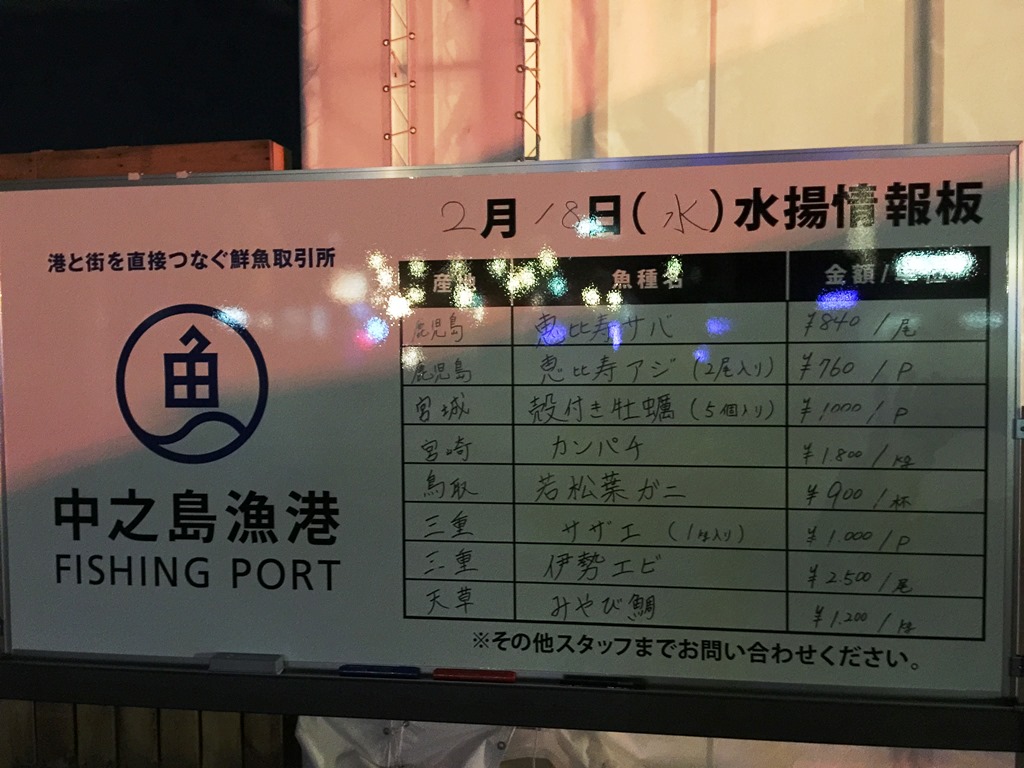 2月18日(水)水揚情報板
港と街を直接つなぐ鮮魚取引所
中之島漁港
FISHING PORT
産地 魚種名 金額/単位
鹿児島 恵比寿サバ ¥840/尾
鹿児島 恵比寿アジ(2尾入り) ¥760/P
宮城 殻付き牡蠣(5個入り) ¥1000/P
宮崎 カンパチ ¥1.800/kg
鳥取 若松葉ガニ ¥900/杯
三重 サザエ(1kg入り) ¥1.000/P
三重 伊勢エビ ¥2.500/尾
天草 みやび鯛 ¥1.200/kg
※その他スタッフまでお問い合わせください。